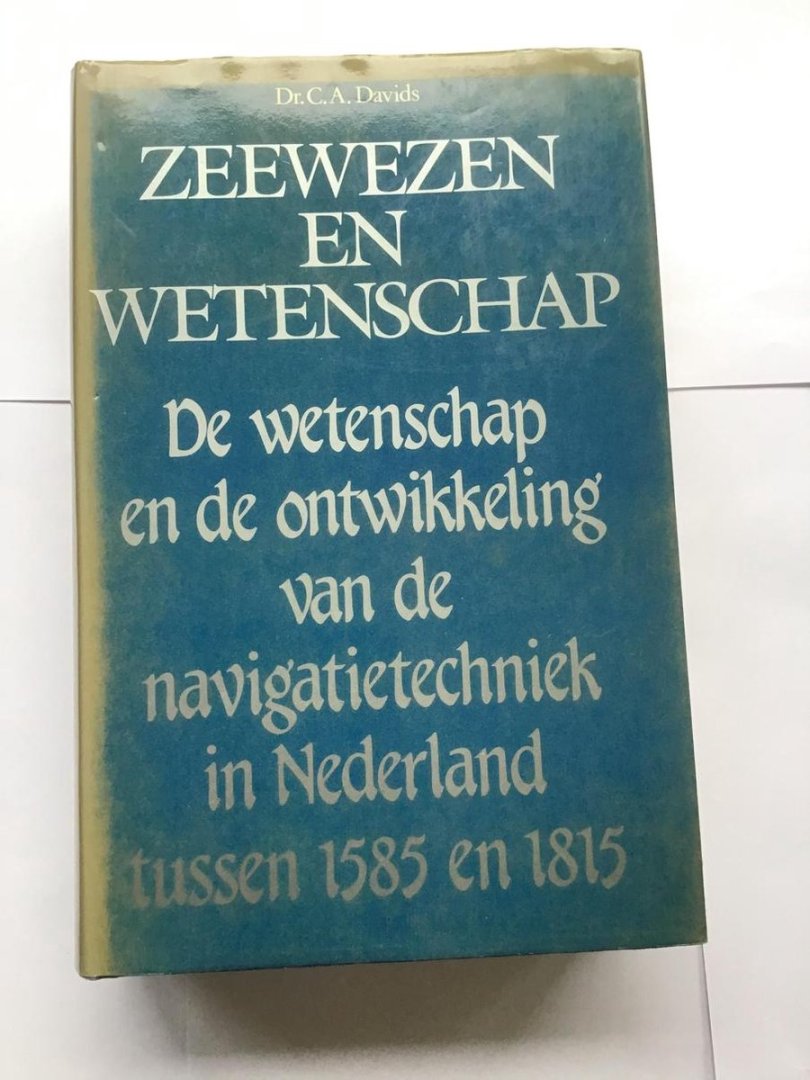 Dr. C. A. Davids
ZEEWEZEN
EN
WETENSCHAP
De wetenschap
en de ontwikkeling
van de
navigatietechniek
in Nederland
tussen 1585 en 1815